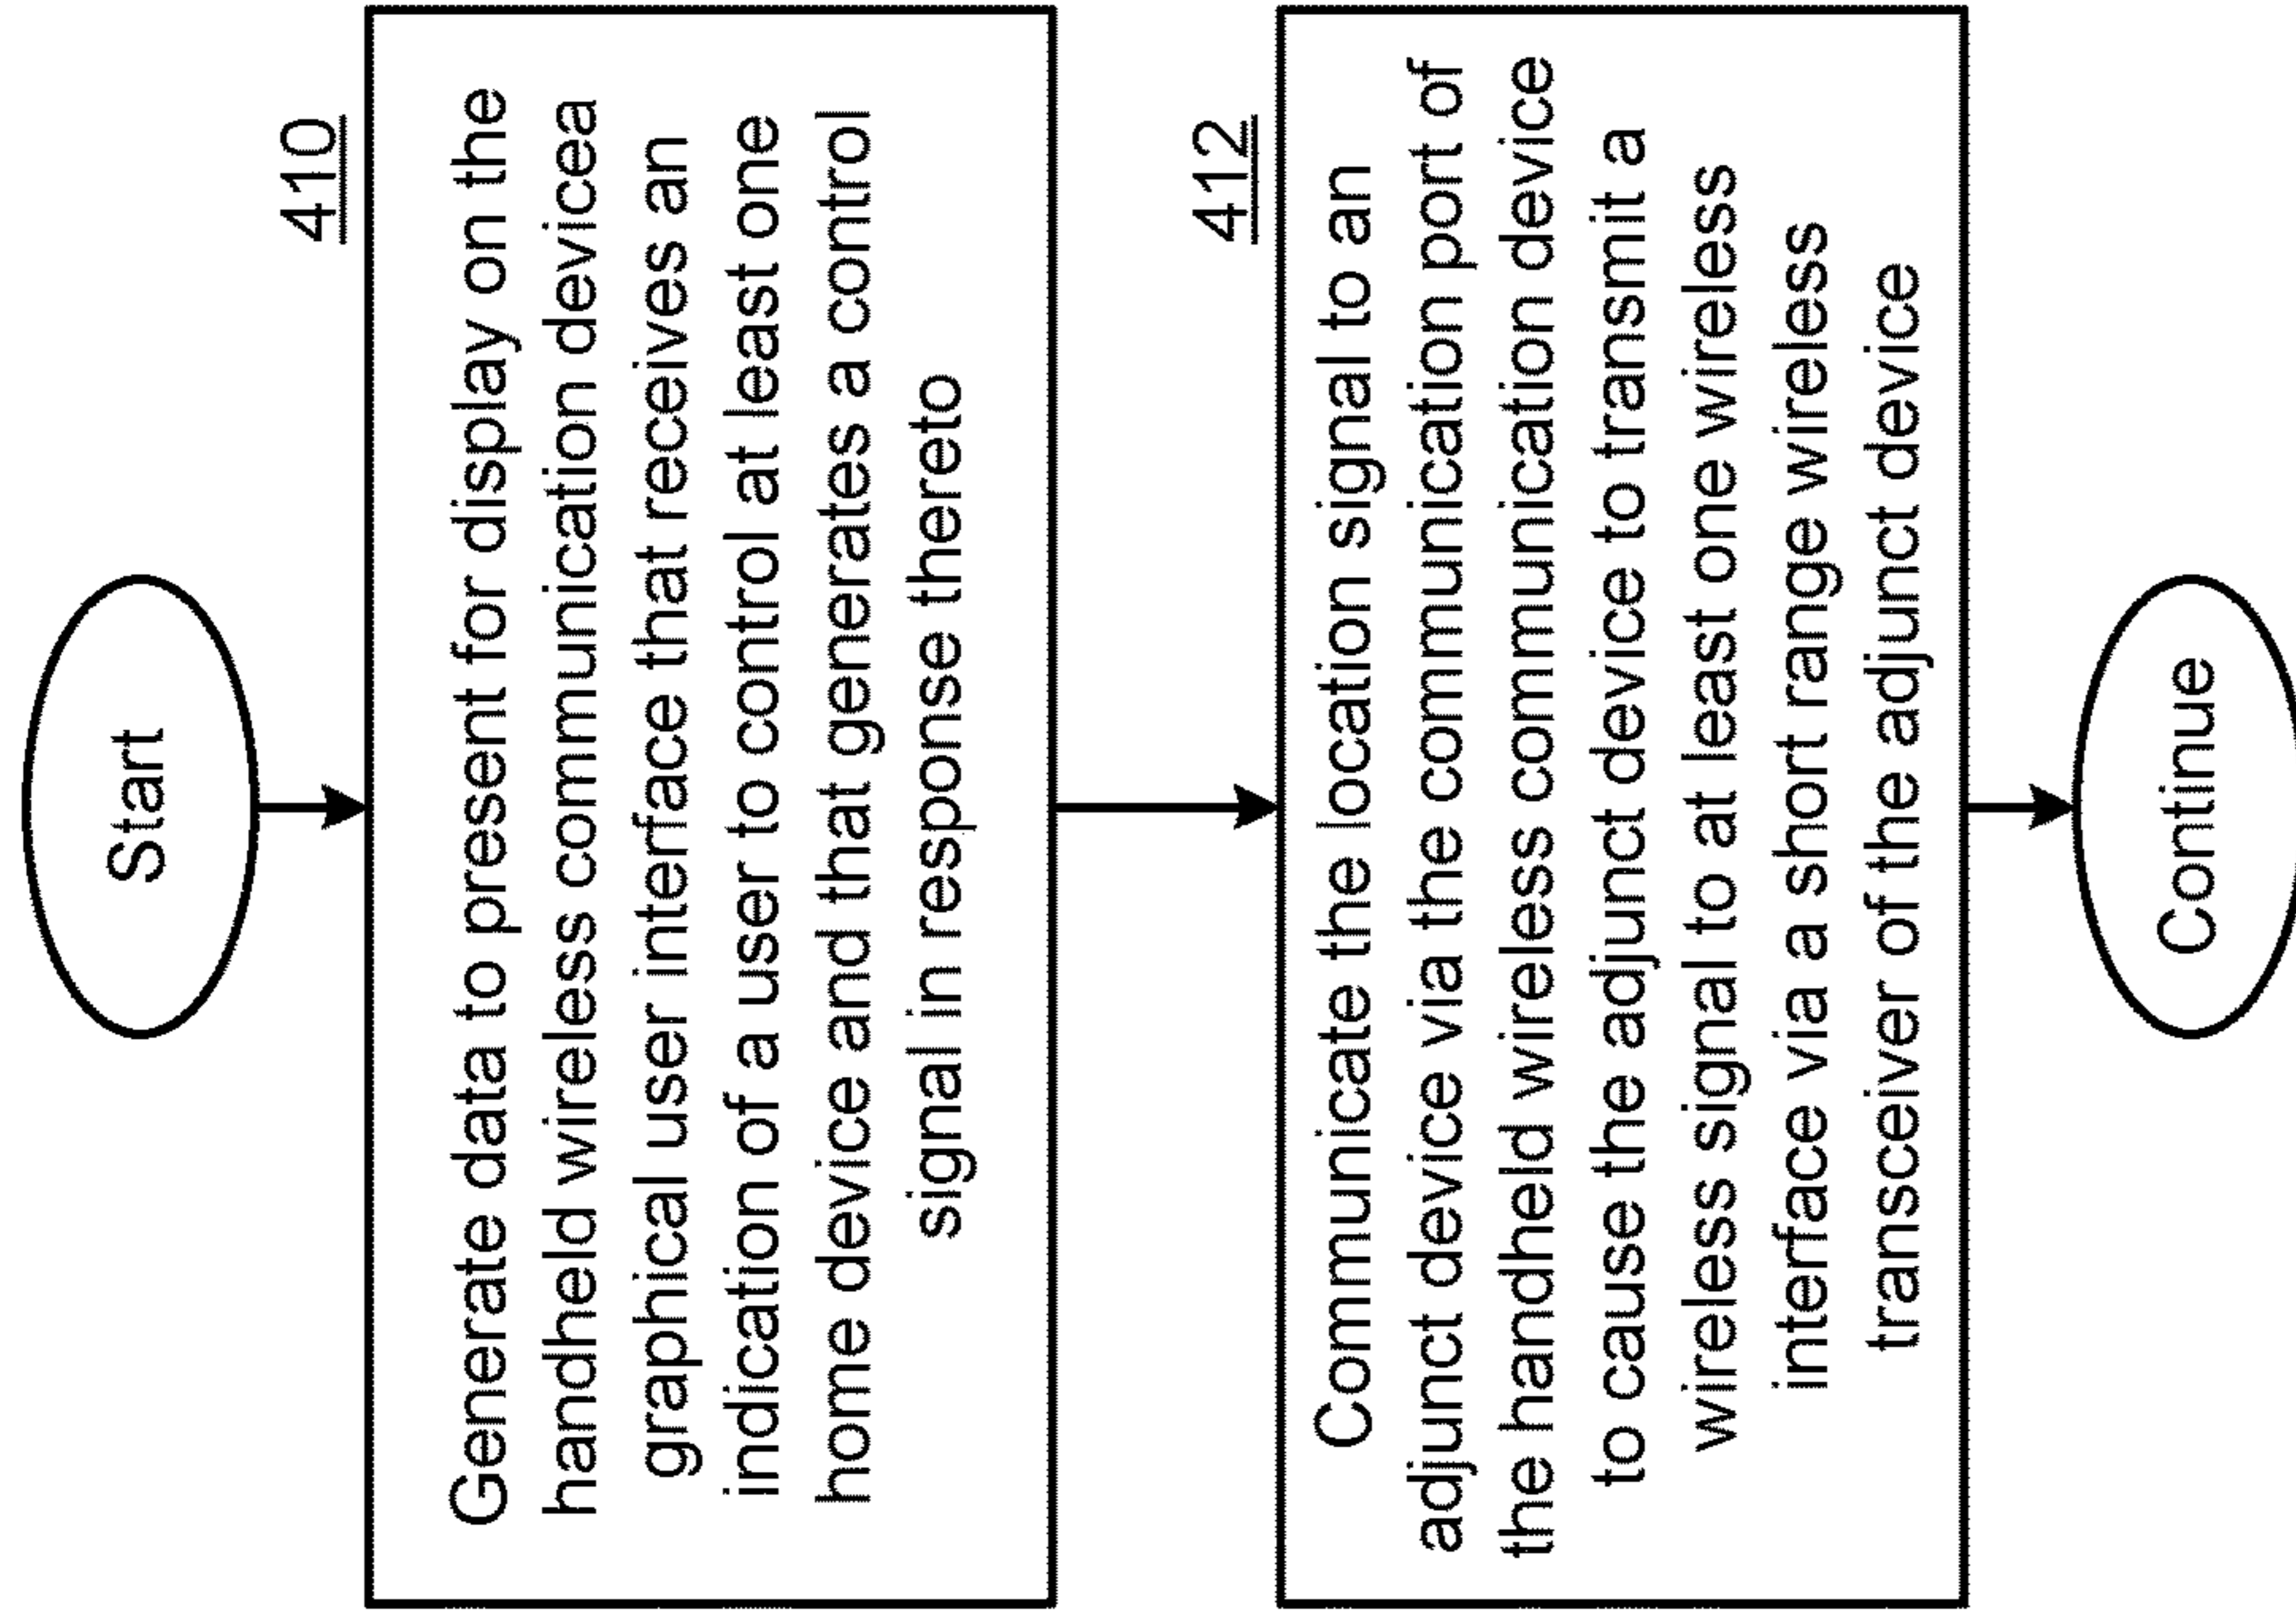 Start
410
Generate data to present for display on the
handheld wireless communication devicea
graphical user interface that receives an
indication of a user to control at least one
home device and that generates a control
signal in response thereto
412
Communicate the location signal to an
adjunct device via the communication port of
the handheld wireless communication device
to cause the adjunct device to transmit a
wireless signal to at least one wireless
interface via a short range wireless
transceiver of the adjunct device
Continue